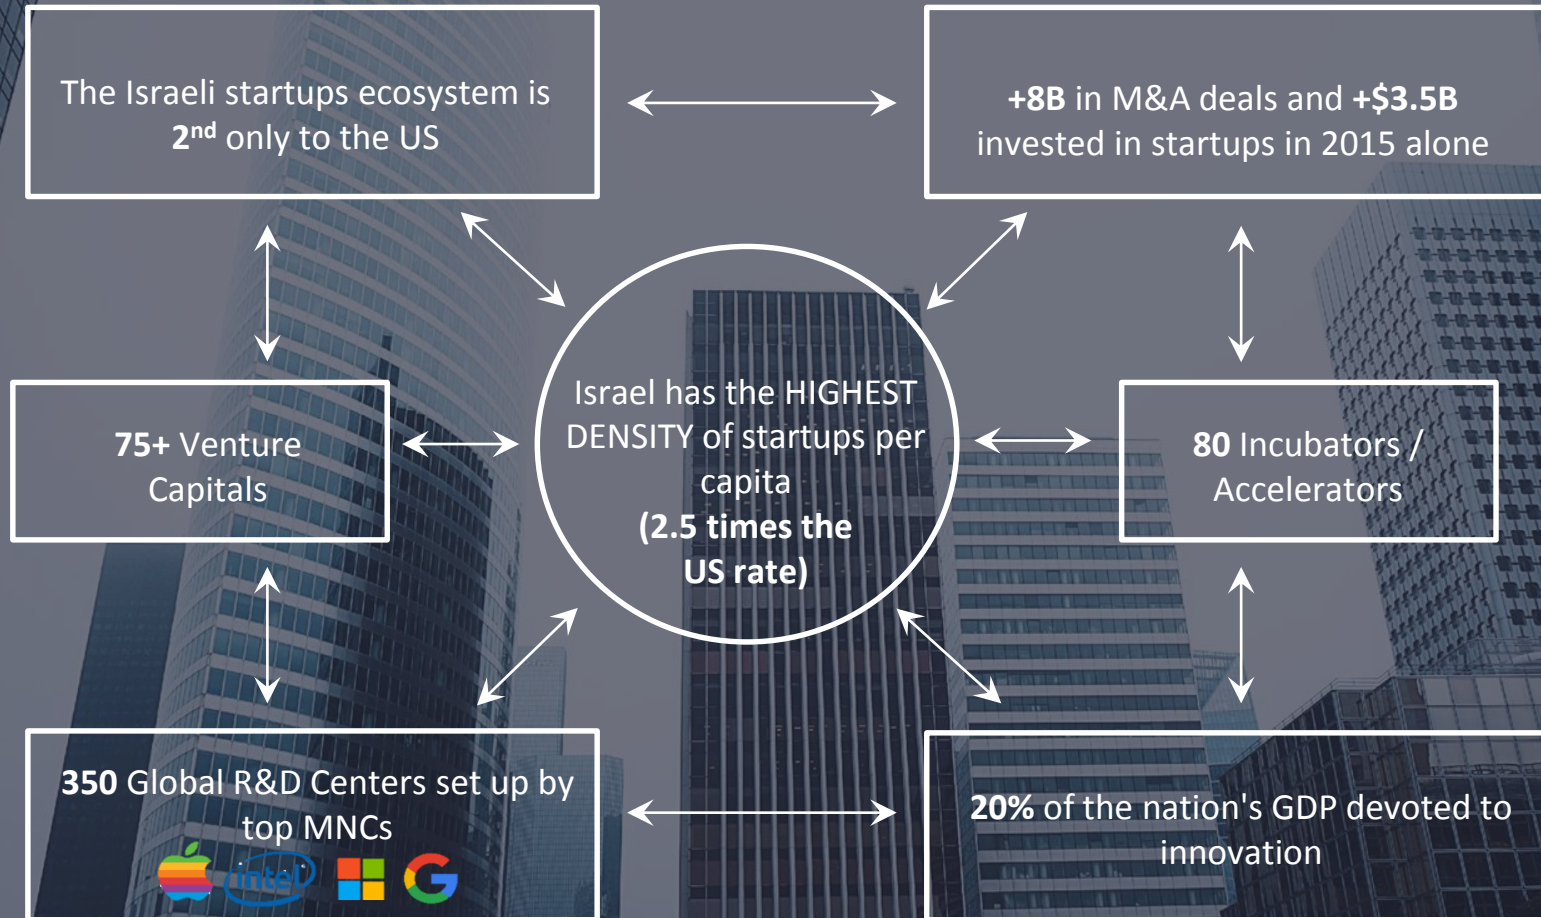 The Israeli startups ecosystem is
2nd only to the US
+8B in M&A deals and +$3.5B
invested in startups in 2015 alone
Israel has the HIGHEST
DENSITY of startups per
capita
(2.5 times the
US rate)
75+ Venture
Capitals
80 Incubators /
Accelerators
350 Global R&D Centers set up by
top MNCs
intel
20% of the nation's GDP devoted to
innovation